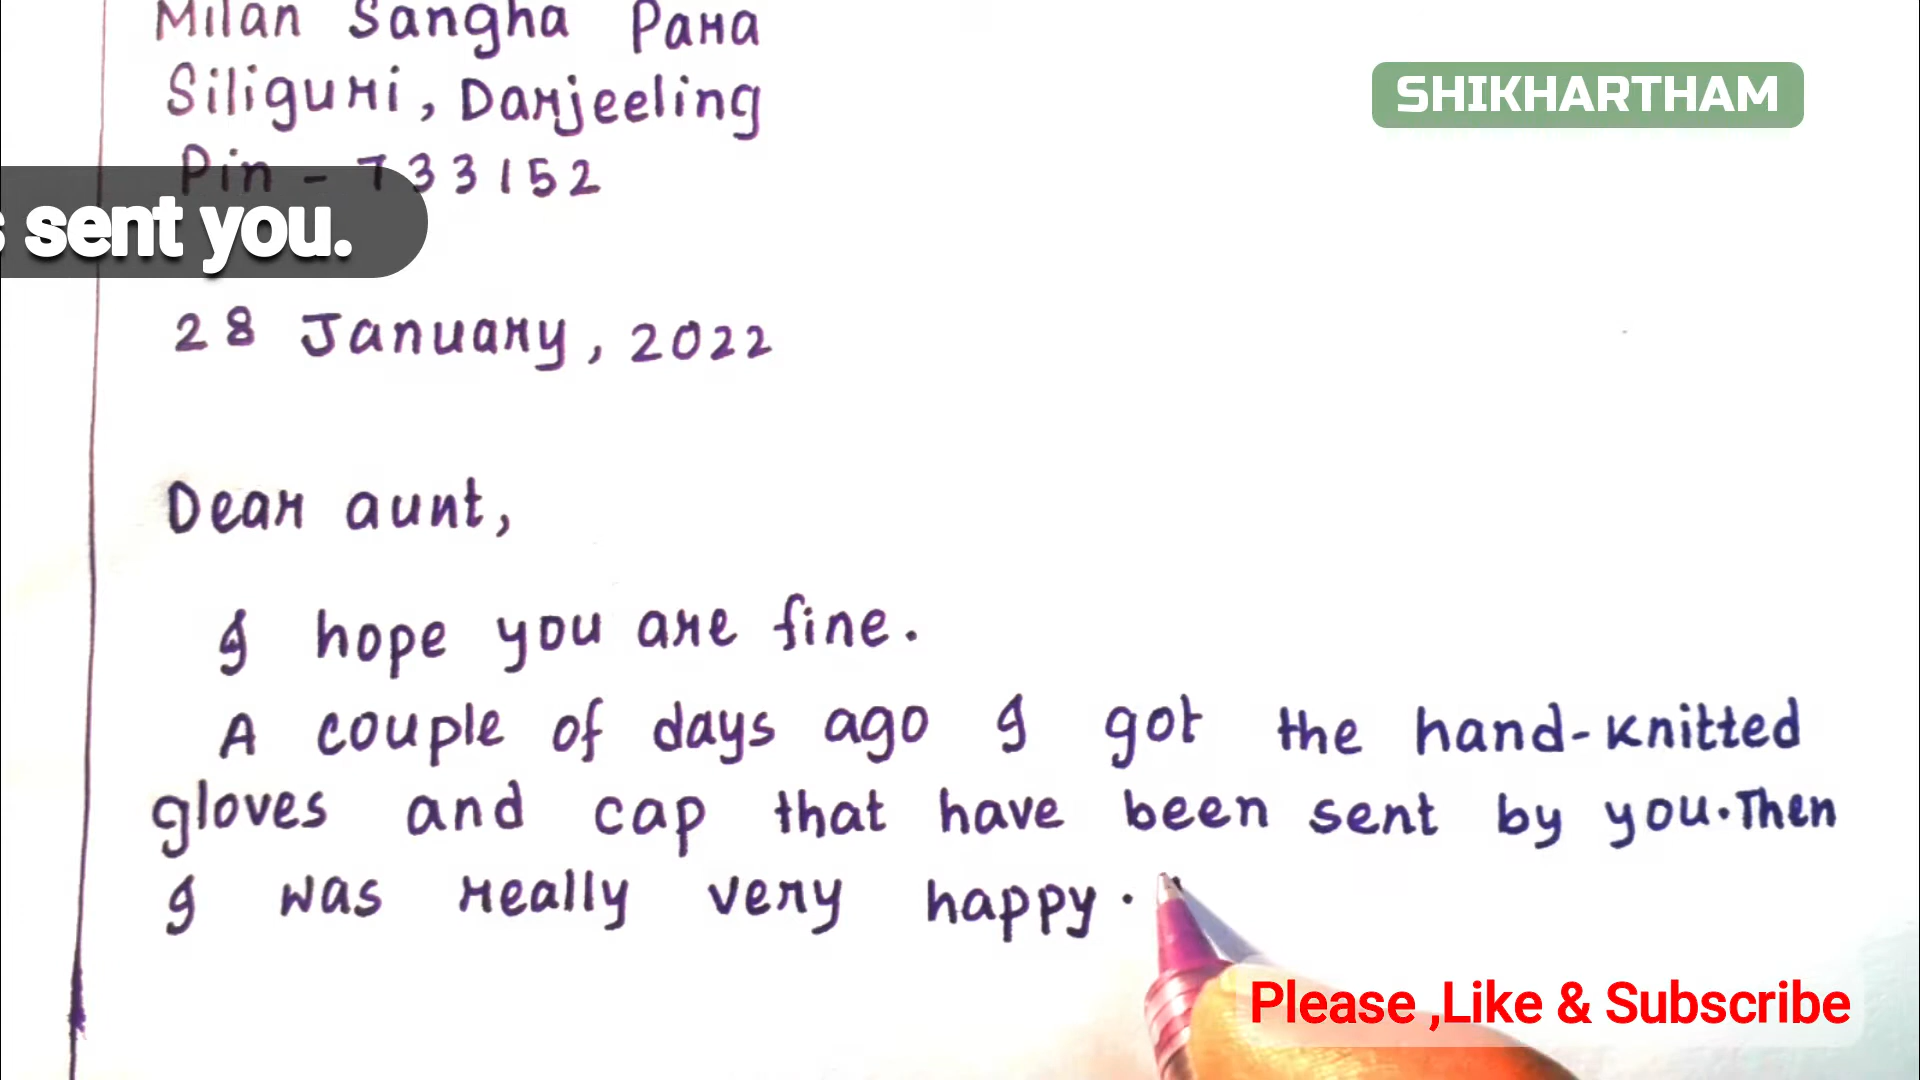 Milan Sangha Para
SHIKHARTHAM
Siliguri, Darjeeling
Pin - 733152
s sent you.
28 January, 2022
Dear aunt,
I hope you are fine.
A couple of days ago I got the hand-knitted
gloves and cap that have been sent by you. Then
I was really very happy.
Please ,Like & Subscribe